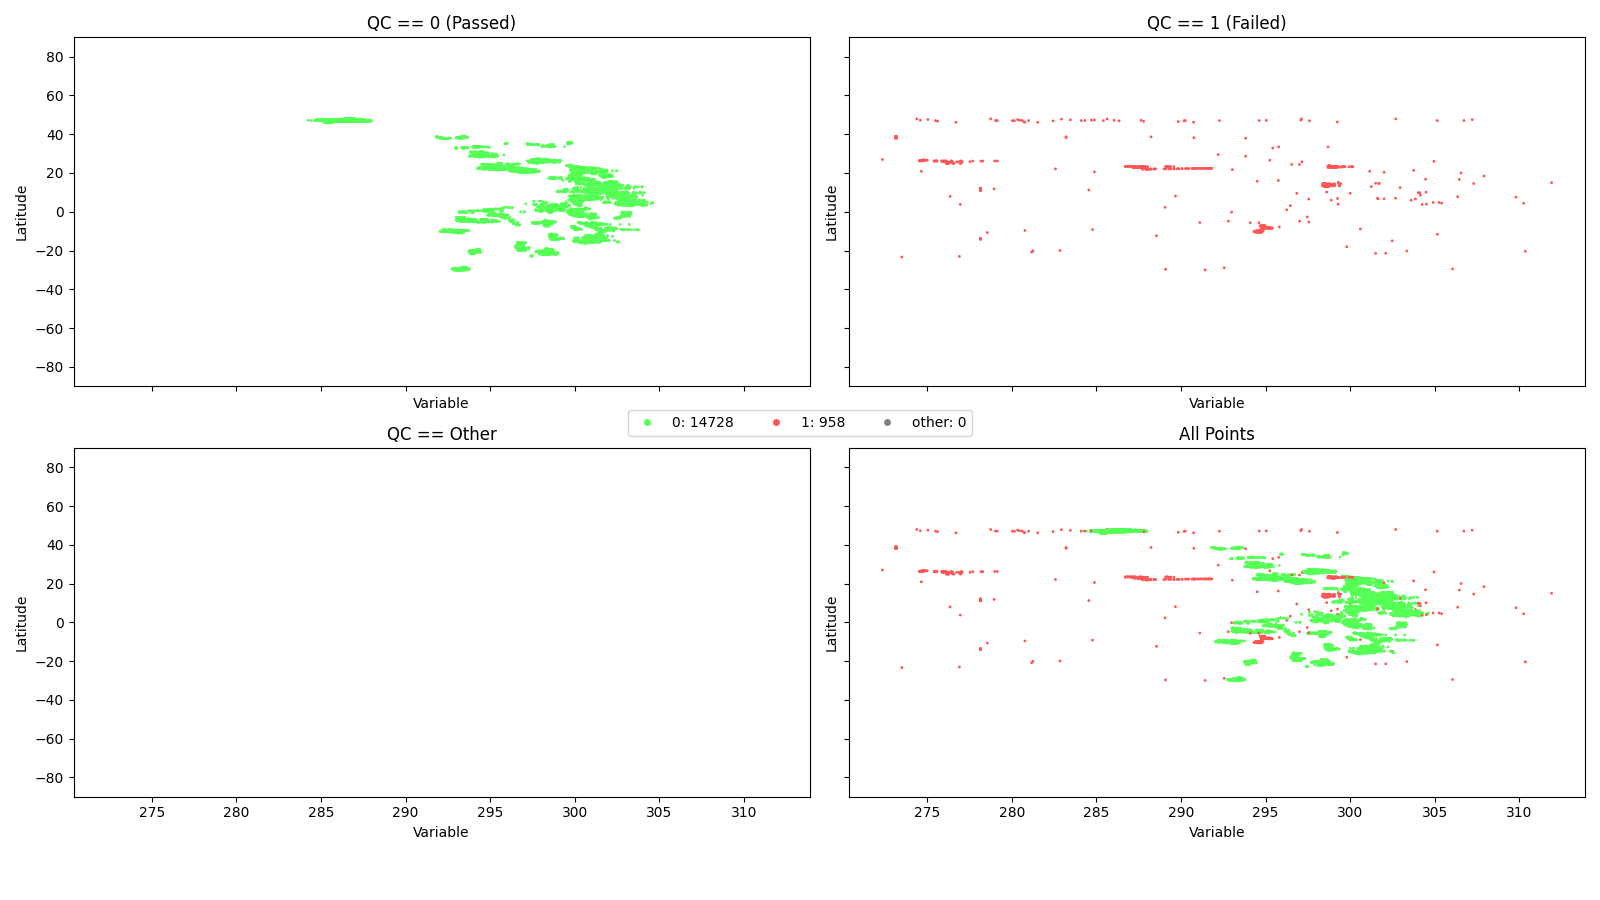 QC == 0 (Passed)
80
60
40
20
0
−20
−40
−60
−80
Latitude
Variable
QC == 1 (Failed)
Latitude
Variable
0: 14728
1: 958
other: 0
QC == Other
80
60
40
20
0
−20
−40
−60
−80
Latitude
275 280 285 290 295 300 305 310
Variable
All Points
Latitude
275 280 285 290 295 300 305 310
Variable